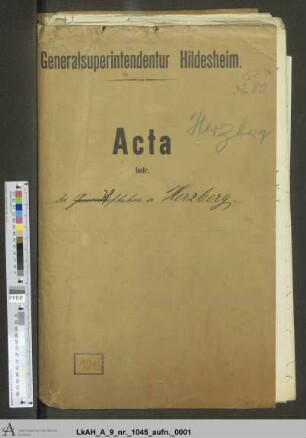 Generalsuperintendentur Hildesheim.
Herzberg
Acta
betr.
Herzberg.
1045
LkAH_A_9_nr._1045_aufn._0001